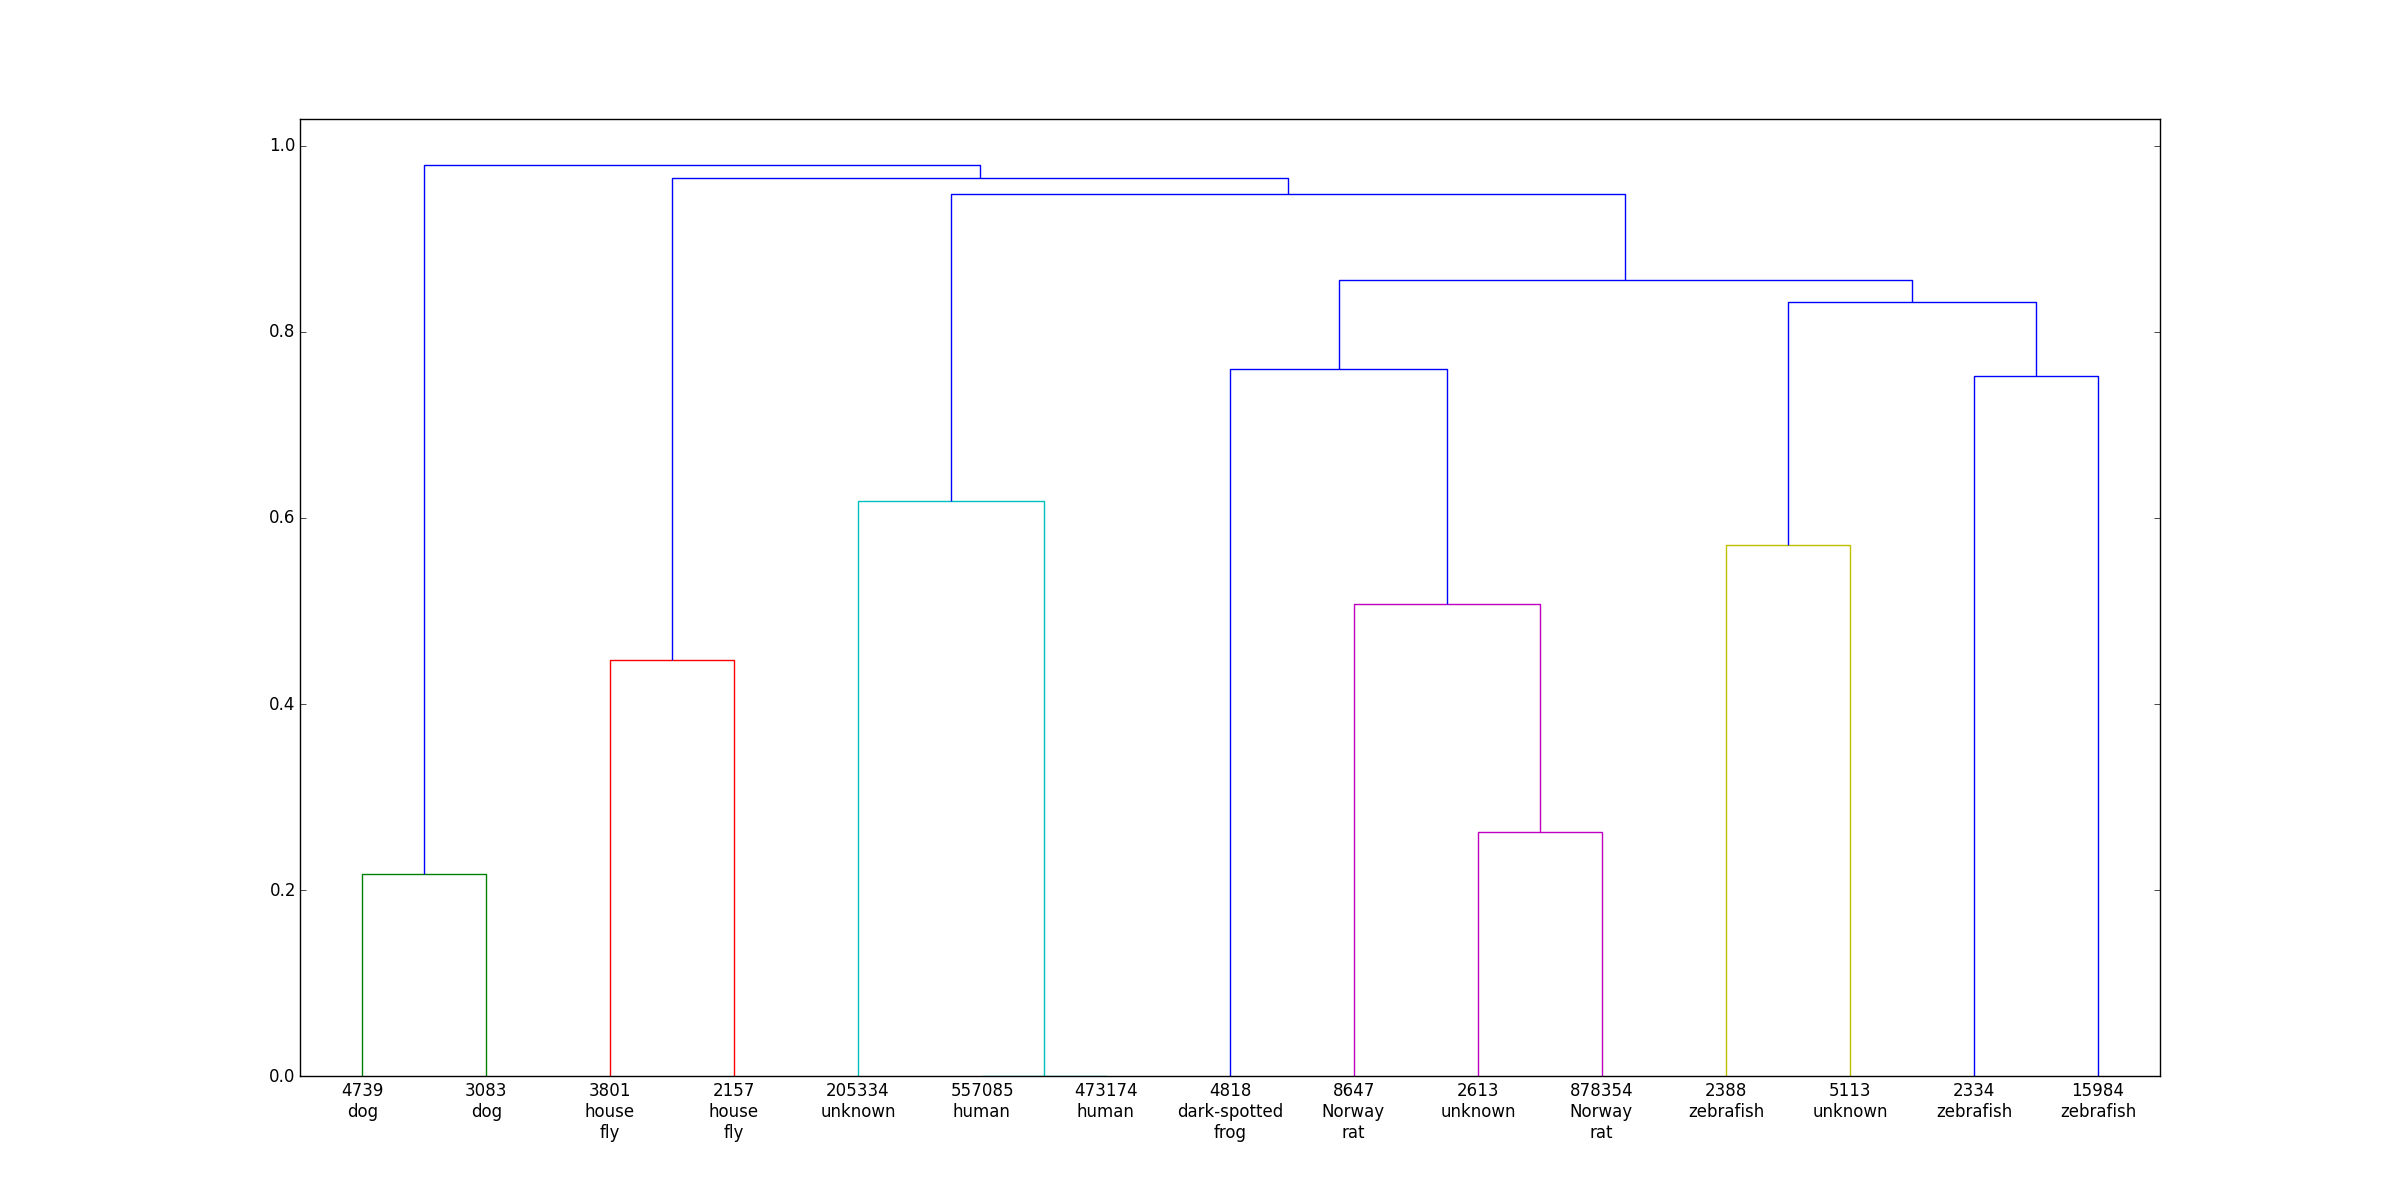 1.0
0.8
0.6
0.4
0.2
0.0
4739 3083 3801 2157 205334 557085 473174 4818 8647 2613 878354 2388 5113 2334 15984
dog dog house house unknown human human dark-spotted Norway unknown Norway zebrafish unknown zebrafish zebrafish
fly fly frog rat rat